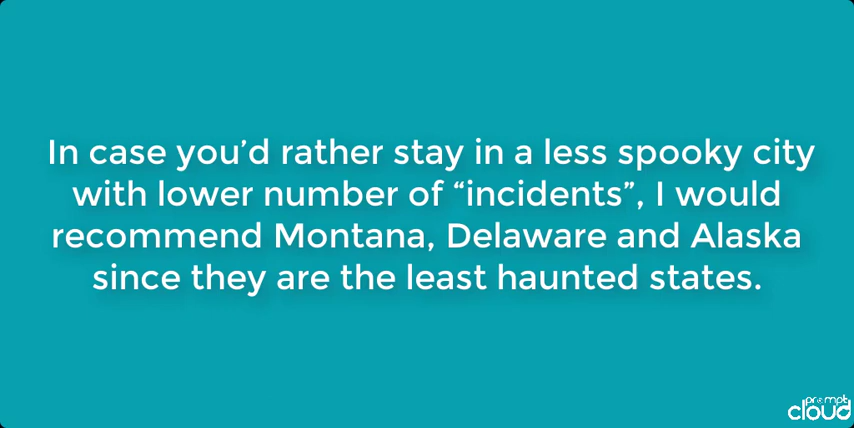 In case you’d rather stay in a less spooky city
with lower number of “incidents”, I would
recommend Montana, Delaware and Alaska
since they are the least haunted states.
prompt
cloud